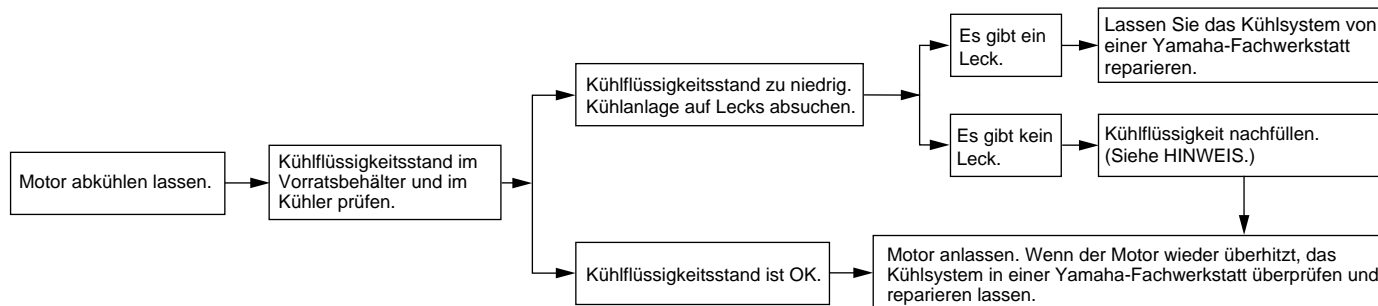 Motor abkühlen lassen.
Kühlflüssigkeitsstand im
Vorratsbehälter und im
Kühler prüfen.
Kühlflüssigkeitsstand zu niedrig.
Kühlanlage auf Lecks absuchen.
Es gibt ein
Leck.
Lassen Sie das Kühlsystem von
einer Yamaha-Fachwerkstatt
reparieren.
Es gibt kein
Leck.
Kühlflüssigkeit nachfüllen.
(Siehe HINWEIS.)
Kühlflüssigkeitsstand ist OK.
Motor anlassen. Wenn der Motor wieder überhitzt, das
Kühlsystem in einer Yamaha-Fachwerkstatt überprüfen und
reparieren lassen.